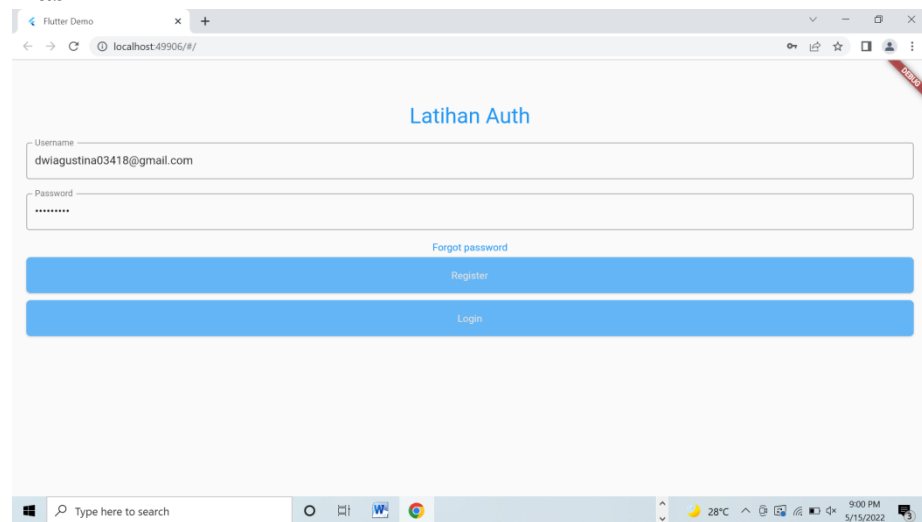 Flutter Demo
localhost:49906/#/
DEBUG
Latihan Auth
Username
dwiagustina03418@gmail.com
Password
•••••••••
Forgot password
Register
Login
Type here to search
W
28°C
9:00 PM
5/15/2022
3